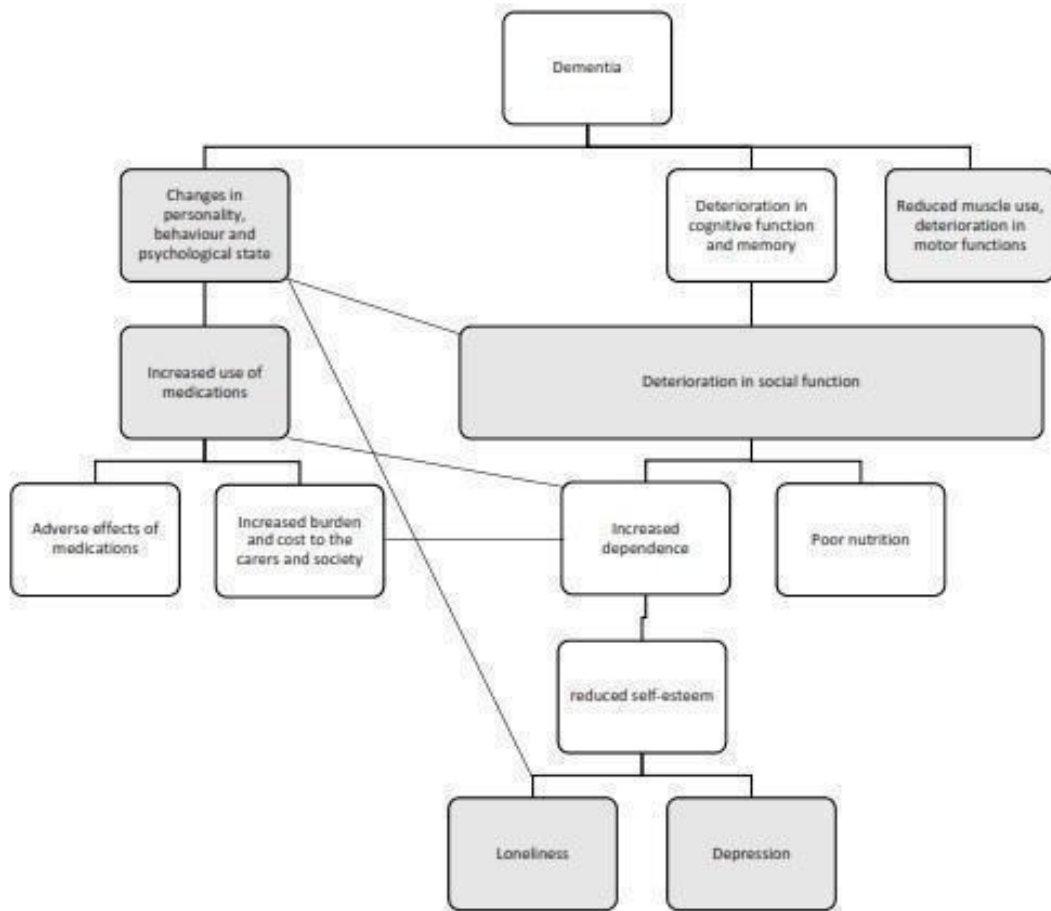 Dementia
Changes in
personality,
behaviour and
psychological state
Deterioration in
cognitive function
and memory
Reduced muscle use,
deterioration in
motor functions
Increased use of
medications
Deterioration in social function
Adverse effects of
medications
Increased burden
and cost to the
carers and society
Increased
dependence
Poor nutrition
reduced self-esteem
Loneliness
Depression